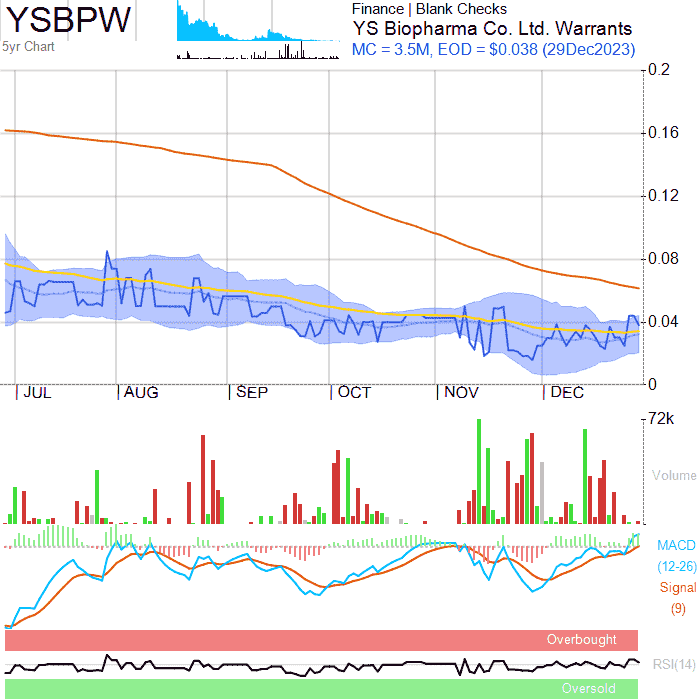 YSBPW
5yr Chart
Finance | Blank Checks
YS Biopharma Co. Ltd. Warrants
MC = 3.5M, EOD = $0.038 (29Dec2023)
0.2
0.16
0.12
0.08
0.04
0
JUL AUG SEP OCT NOV DEC
72k
Volume
MACD
(12-26)
Signal
(9)
Overbought
RSI(14)
Oversold